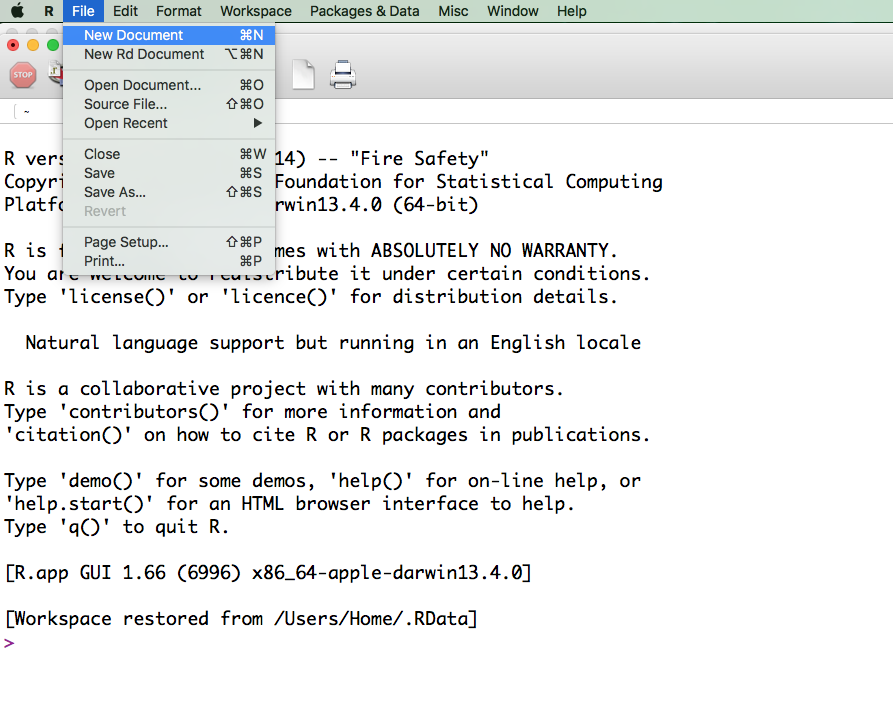 R File Edit Format Workspace Packages & Data Misc Window Help
New Document ⌘N
New Rd Document ⌥⌘N
STOP
Open Document... ⌘O
Source File... ⇧⌘O
Open Recent ▶
~
Close ⌘W
Save ⌘S
Save As... ⇧⌘S
Revert
Page Setup... ⇧⌘P
Print... ⌘P
R vers 14) -- "Fire Safety"
Copyri Foundation for Statistical Computing
Platfo rwin13.4.0 (64-bit)
R is f mes with ABSOLUTELY NO WARRANTY.
You are welcome to redistribute it under certain conditions.
Type 'license()' or 'licence()' for distribution details.
Natural language support but running in an English locale
R is a collaborative project with many contributors.
Type 'contributors()' for more information and
'citation()' on how to cite R or R packages in publications.
Type 'demo()' for some demos, 'help()' for on-line help, or
'help.start()' for an HTML browser interface to help.
Type 'q()' to quit R.
[R.app GUI 1.66 (6996) x86_64-apple-darwin13.4.0]
[Workspace restored from /Users/Home/.RData]
>